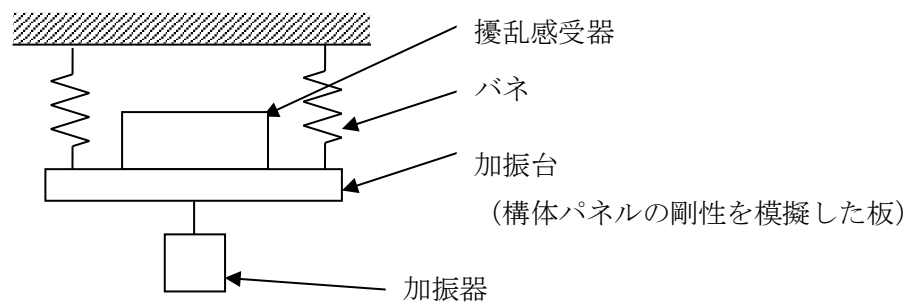 擾乱感受器
バネ
加振台
（構体パネルの剛性を模擬した板）
加振器